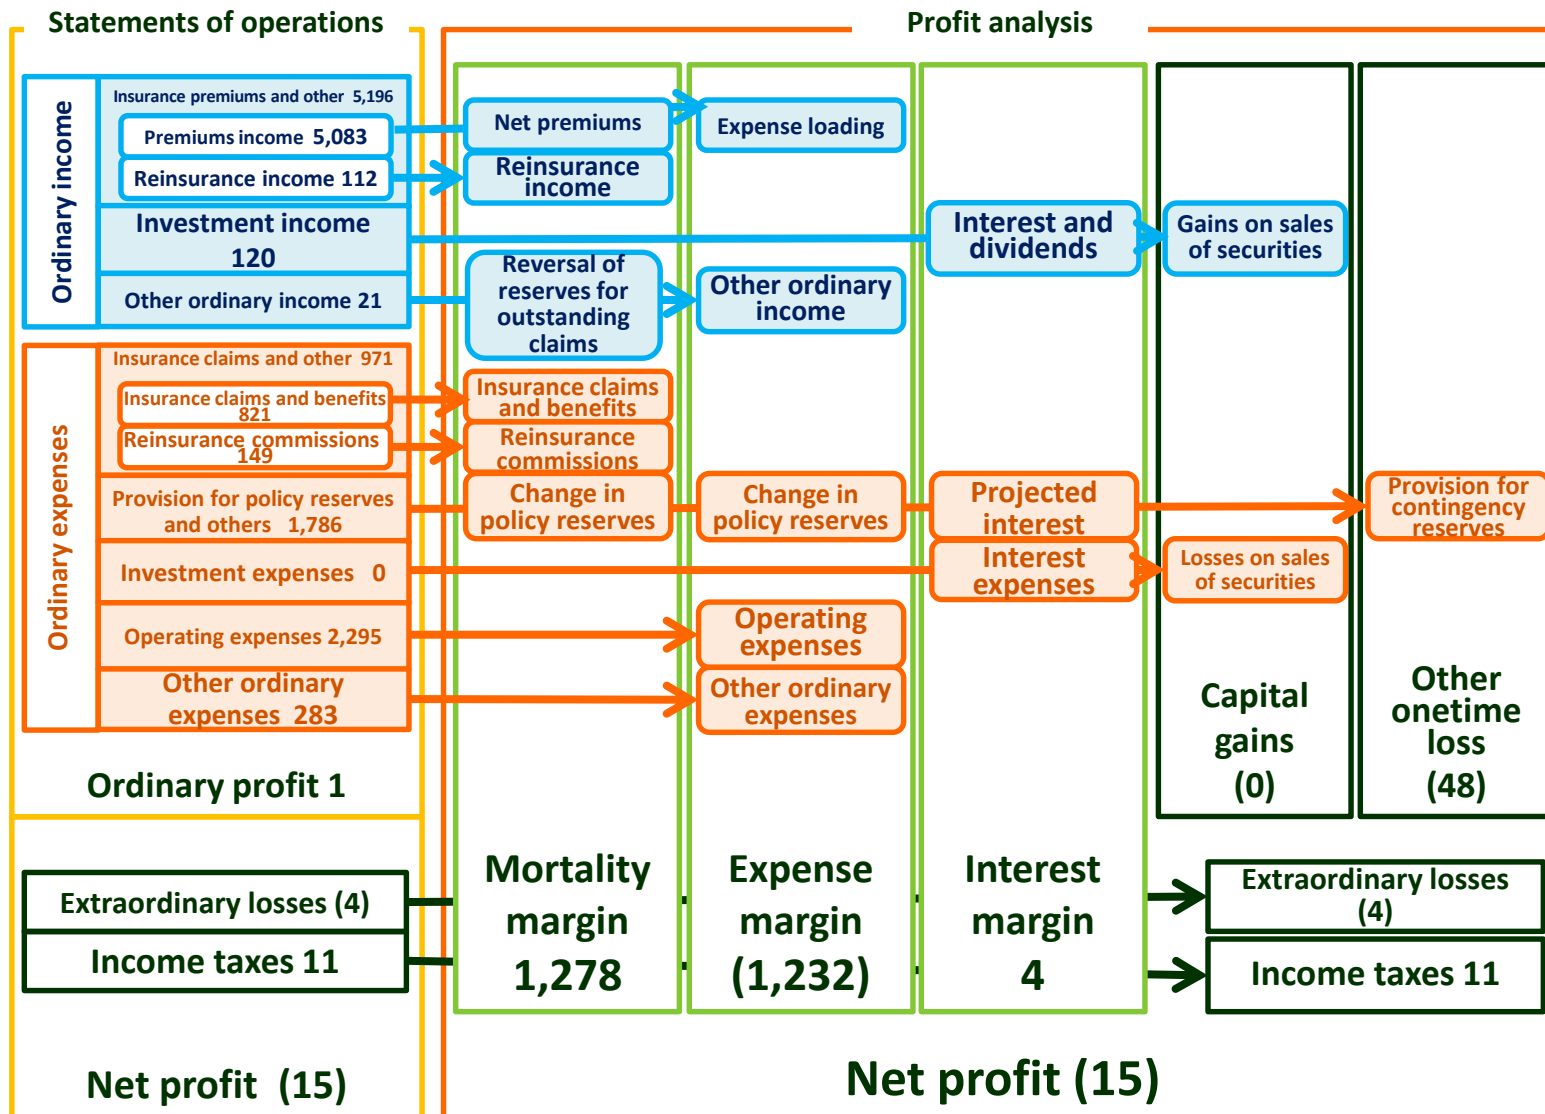 Statements of operations
Profit analysis
Ordinary income
Insurance premiums and other 5,196
Premiums income 5,083
Reinsurance income 112
Investment income
120
Other ordinary income 21
Net premiums
Expense loading
Reinsurance
income
Interest and
dividends
Gains on sales
of securities
Reversal of
reserves for
outstanding
claims
Other ordinary
income
Ordinary expenses
Insurance claims and other 971
Insurance claims and benefits
821
Reinsurance commissions
149
Provision for policy reserves
and others 1,786
Investment expenses 0
Operating expenses 2,295
Other ordinary
expenses 283
Insurance claims
and benefits
Reinsurance
commissions
Change in
policy reserves
Change in
policy reserves
Projected
interest
Provision for
contingency
reserves
Interest
expenses
Losses on sales
of securities
Operating
expenses
Other ordinary
expenses
Capital
gains
(0)
Other
onetime
loss
(48)
Ordinary profit 1
Extraordinary losses (4)
Income taxes 11
Mortality
margin
1,278
Expense
margin
(1,232)
Interest
margin
4
Extraordinary losses
(4)
Income taxes 11
Net profit (15)
Net profit (15)